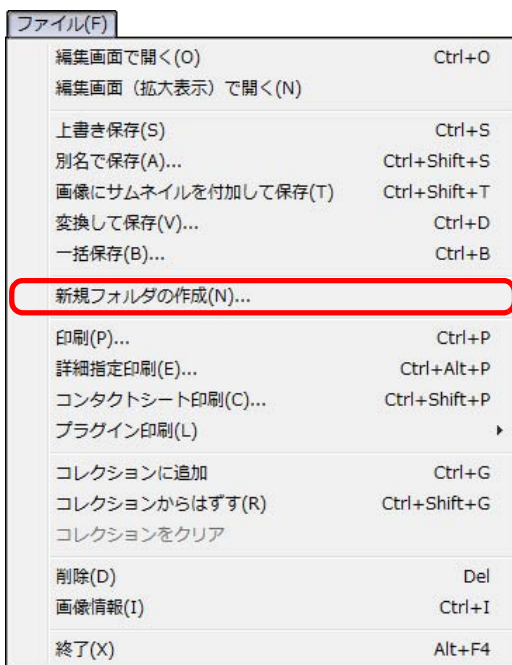 ファイル(F)
編集画面で開く(O) Ctrl+O
編集画面（拡大表示）で開く(N)
上書き保存(S) Ctrl+S
別名で保存(A)... Ctrl+Shift+S
画像にサムネイルを付加して保存(T) Ctrl+Shift+T
変換して保存(V)... Ctrl+D
一括保存(B)... Ctrl+B
新規フォルダの作成(N)...
印刷(P)... Ctrl+P
詳細指定印刷(E)... Ctrl+Alt+P
コンタクトシート印刷(C)... Ctrl+Shift+P
プラグイン印刷(L)
コレクションに追加 Ctrl+G
コレクションからはずす(R) Ctrl+Shift+G
コレクションをクリア
削除(D) Del
画像情報(I) Ctrl+I
終了(X) Alt+F4